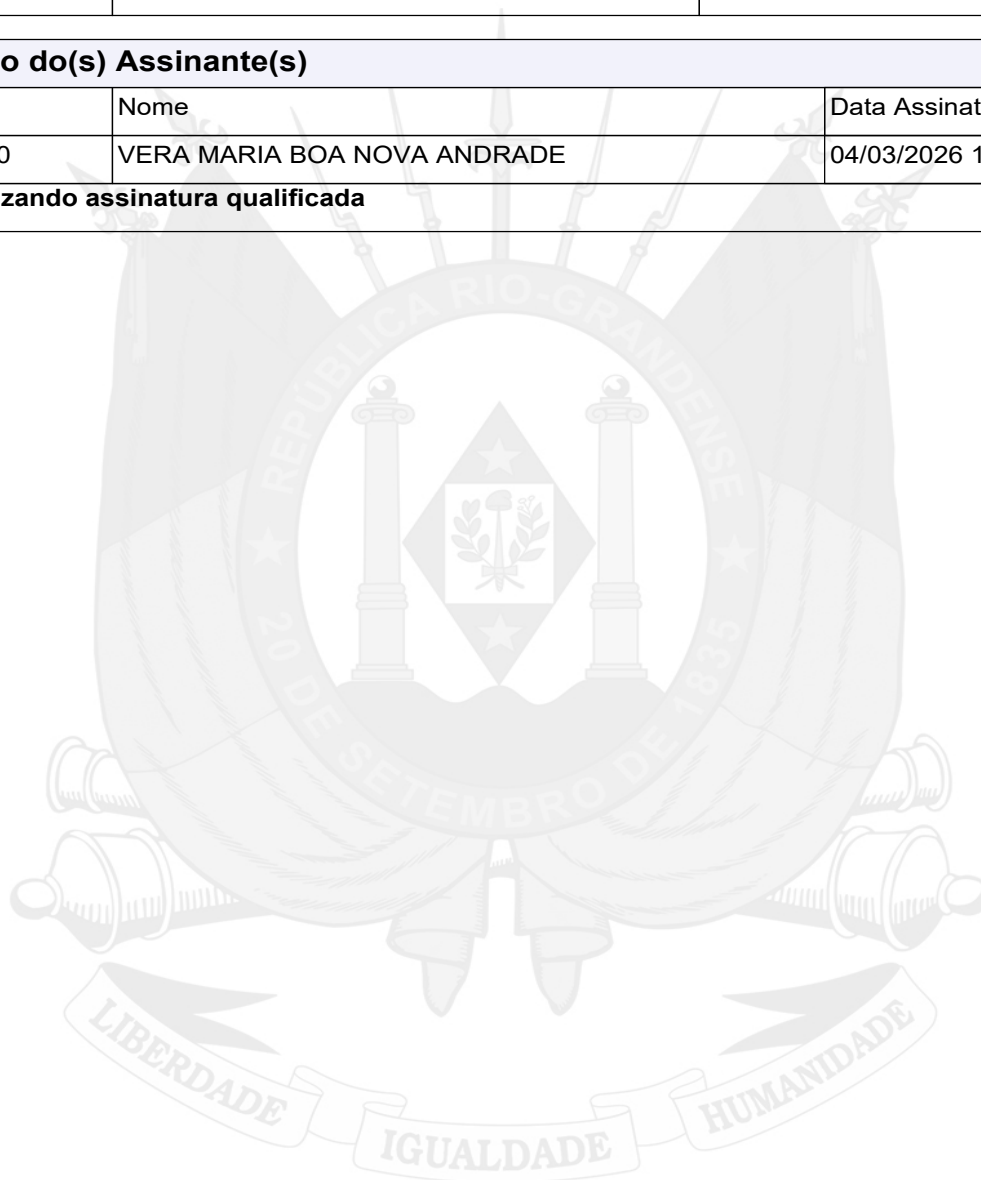 o do(s) Assinante(s)
Nome Data Assinat
0 VERA MARIA BOA NOVA ANDRADE 04/03/2026 1
zando assinatura qualificada
REPÚBLICA RIO-GRANDENSE
20 DE SETEMBRO DE 1835
LIBERDADE IGUALDADE HUMANIDADE